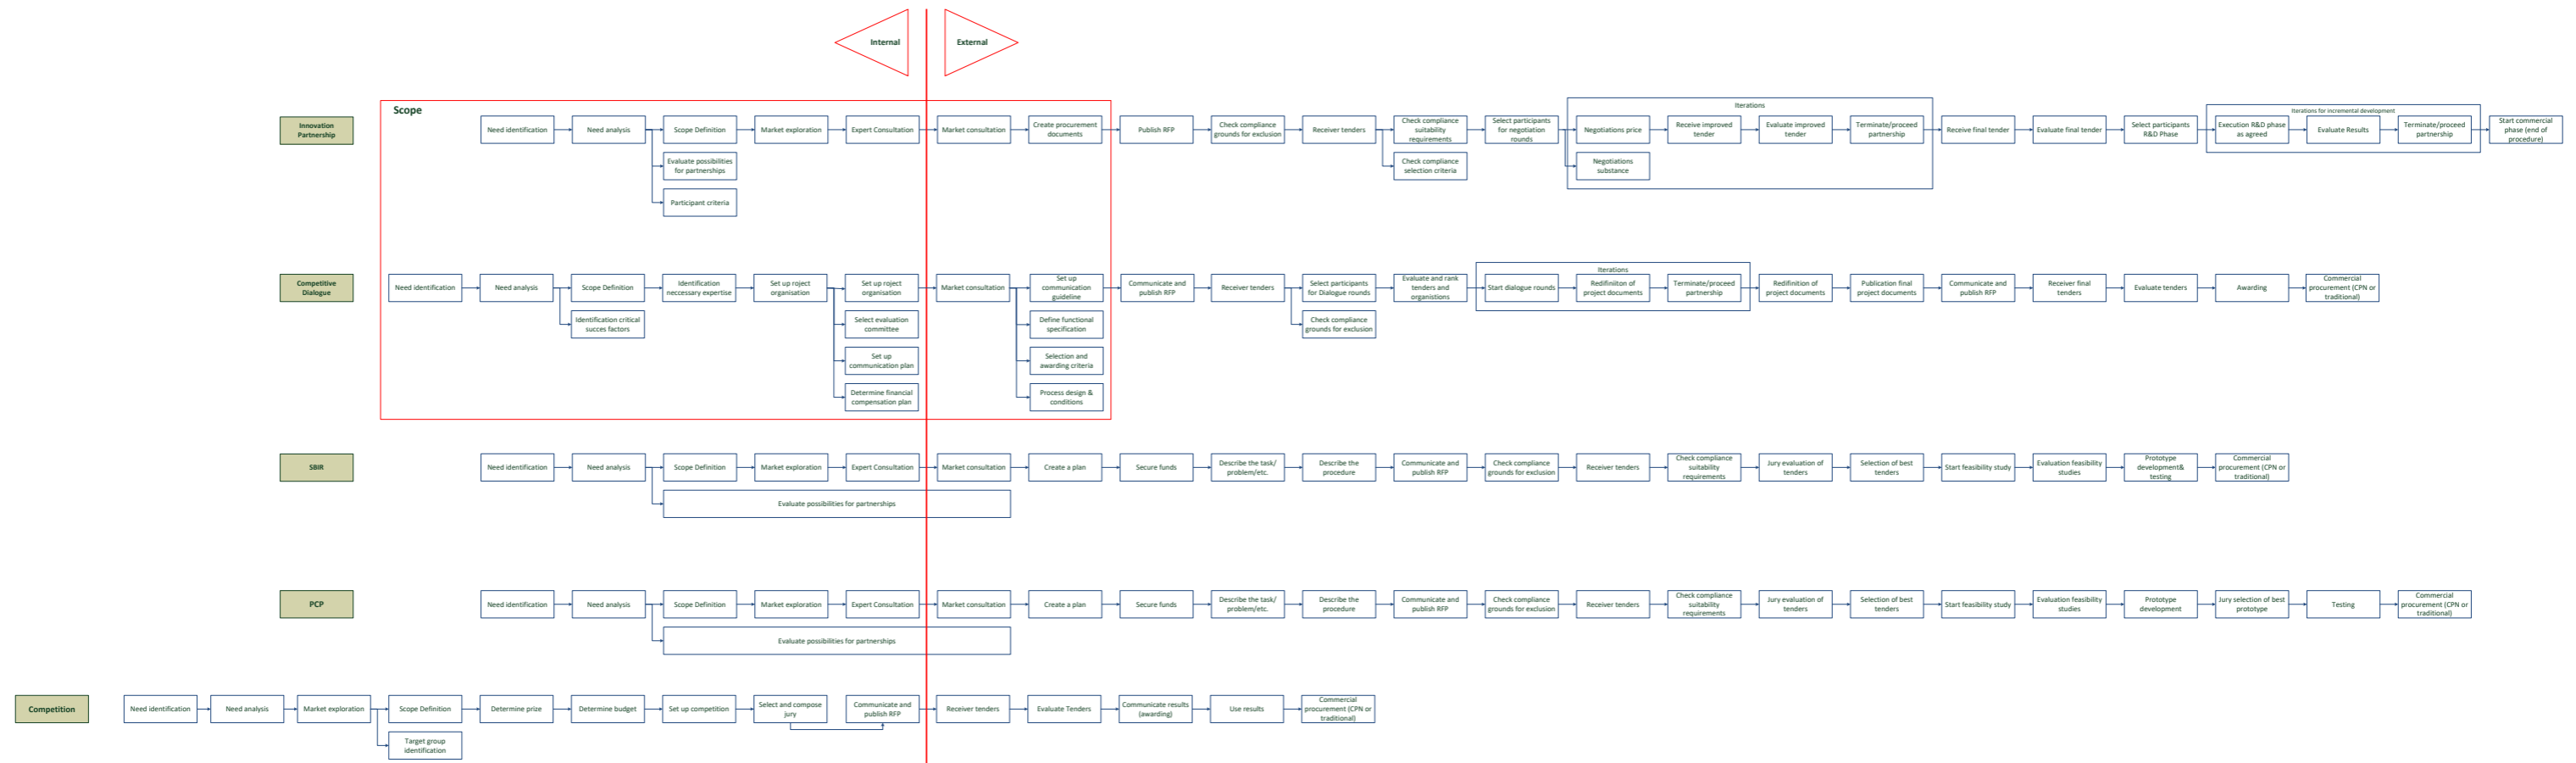 Internal
External
Scope
Innovation
Partnership
Need identification
Need analysis
Scope Definition
Market exploration
Expert Consultation
Market consultation
Create procurement
documents
Publish RFP
Check compliance
grounds for exclusion
Receiver tenders
Check compliance
suitability
requirements
Select participants
for negotiation
rounds
Iterations
Negotiations price
Receive improved
tender
Evaluate improved
tender
Terminate/proceed
partnership
Receive final tender
Evaluate final tender
Select participants
R&D Phase
Iterations for incremental development
Execution R&D phase
as agreed
Evaluate Results
Terminate/proceed
partnership
Start commercial
phase (end of
procedure)
Evaluate possibilities
for partnerships
Check compliance
selection criteria
Negotiations
substance
Participant criteria
Competitive
Dialogue
Need identification
Need analysis
Scope Definition
Identification
neccessary expertise
Set up roject
organisation
Set up roject
organisation
Market consultation
Set up
communication
guideline
Communicate and
publish RFP
Receiver tenders
Select participants
for Dialogue rounds
Evaluate and rank
tenders and
organistions
Iterations
Start dialogue rounds
Redifiniiton of
project documents
Terminate/proceed
partnership
Redifinition of
project documents
Publication final
project documents
Communicate and
publish RFP
Receiver final
tenders
Evaluate tenders
Awarding
Commercial
procurement (CPN or
traditional)
Identification critical
succes factors
Select evaluation
committee
Define functional
specification
Check compliance
grounds for exclusion
Set up
communication plan
Selection and
awarding criteria
Determine financial
compensation plan
Process design &
conditions
SBIR
Need identification
Need analysis
Scope Definition
Market exploration
Expert Consultation
Market consultation
Create a plan
Secure funds
Describe the task/
problem/etc.
Describe the
procedure
Communicate and
publish RFP
Check compliance
grounds for exclusion
Receiver tenders
Check compliance
suitability
requirements
Jury evaluation of
tenders
Selection of best
tenders
Start feasibility study
Evaluation feasibility
studies
Prototype
development&
testing
Commercial
procurement (CPN or
traditional)
Evaluate possibilities for partnerships
PCP
Need identification
Need analysis
Scope Definition
Market exploration
Expert Consultation
Market consultation
Create a plan
Secure funds
Describe the task/
problem/etc.
Describe the
procedure
Communicate and
publish RFP
Check compliance
grounds for exclusion
Receiver tenders
Check compliance
suitability
requirements
Jury evaluation of
tenders
Selection of best
tenders
Start feasibility study
Evaluation feasibility
studies
Prototype
development
Jury selection of best
prototype
Testing
Commercial
procurement (CPN or
traditional)
Evaluate possibilities for partnerships
Competition
Need identification
Need analysis
Market exploration
Scope Definition
Determine prize
Determine budget
Set up competition
Select and compose
jury
Communicate and
publish RFP
Receiver tenders
Evaluate Tenders
Communicate results
(awarding)
Use results
Commercial
procurement (CPN or
traditional)
Target group
identification